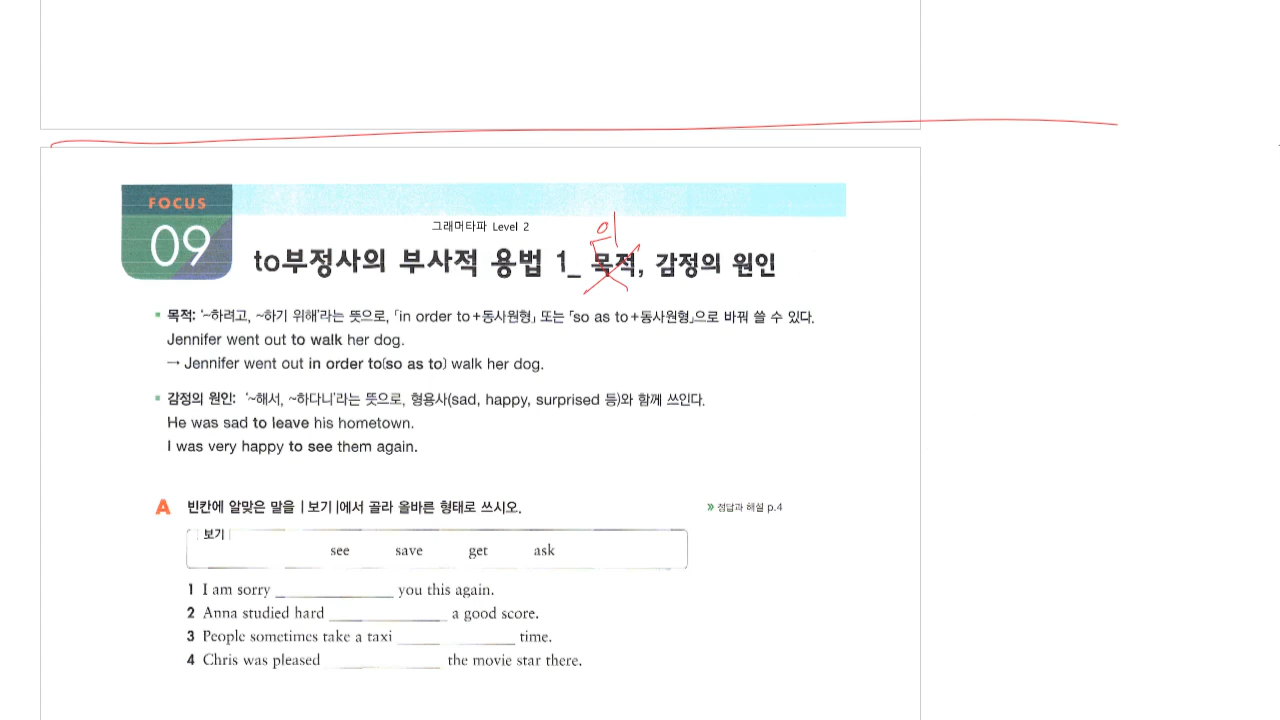 FOCUS
09
그래머타파 Level 2
to부정사의 부사적 용법 1_ 목적, 감정의 원인
목적: '~하려고, ~하기 위해'라는 뜻으로, 「in order to+동사원형」 또는 「so as to+동사원형」으로 바꿔 쓸 수 있다.
Jennifer went out to walk her dog.
→ Jennifer went out in order to(so as to) walk her dog.
감정의 원인: '~해서, ~하다니'라는 뜻으로, 형용사(sad, happy, surprised 등)와 함께 쓰인다.
He was sad to leave his hometown.
I was very happy to see them again.
A 빈칸에 알맞은 말을 |보기|에서 골라 올바른 형태로 쓰시오.
» 정답과 해설 p.4
보기
see save get ask
1 I am sorry ____________ you this again.
2 Anna studied hard ____________ a good score.
3 People sometimes take a taxi ____________ time.
4 Chris was pleased ____________ the movie star there.